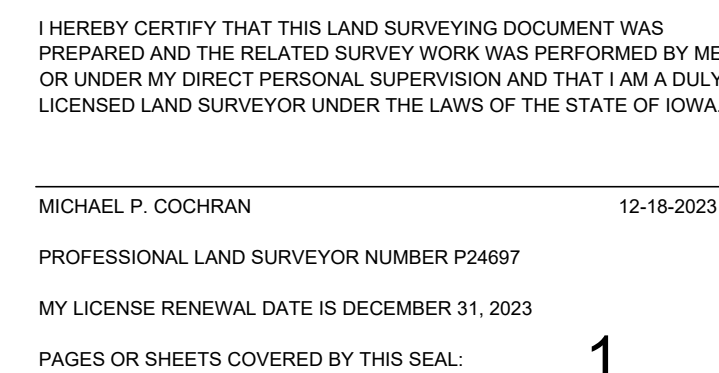 I HEREBY CERTIFY THAT THIS LAND SURVEYING DOCUMENT WAS
PREPARED AND THE RELATED SURVEY WORK WAS PERFORMED BY ME
OR UNDER MY DIRECT PERSONAL SUPERVISION AND THAT I AM A DULY
LICENSED LAND SURVEYOR UNDER THE LAWS OF THE STATE OF IOWA.
MICHAEL P. COCHRAN 12-18-2023
PROFESSIONAL LAND SURVEYOR NUMBER P24697
MY LICENSE RENEWAL DATE IS DECEMBER 31, 2023
PAGES OR SHEETS COVERED BY THIS SEAL: 1